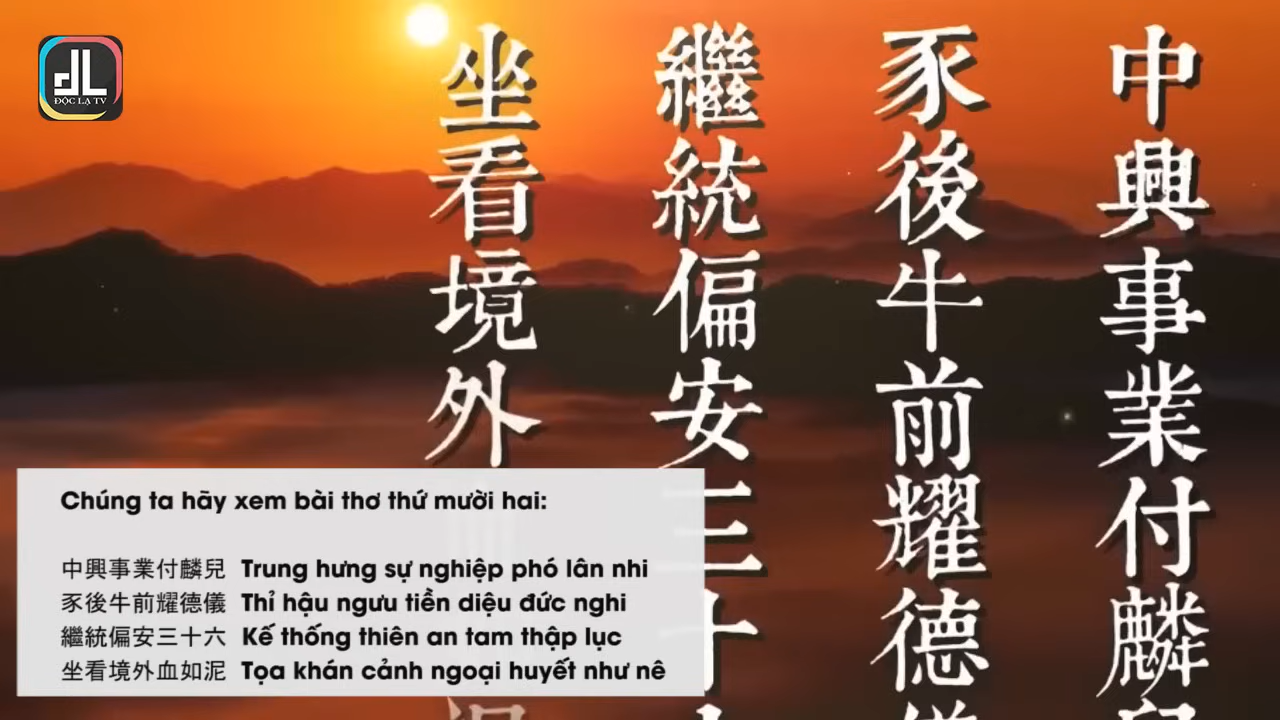 ĐỘC LẠ TV
中興事業付麟兒
豕後牛前耀德儀
繼統偏安三十
坐看境外
Chúng ta hãy xem bài thơ thứ mười hai:
中興事業付麟兒 Trung hưng sự nghiệp phó lân nhi
豕後牛前耀德儀 Thỉ hậu ngưu tiền diệu đức nghi
繼統偏安三十六 Kế thống thiên an tam thập lục
坐看境外血如泥 Tọa khán cảnh ngoại huyết như nê